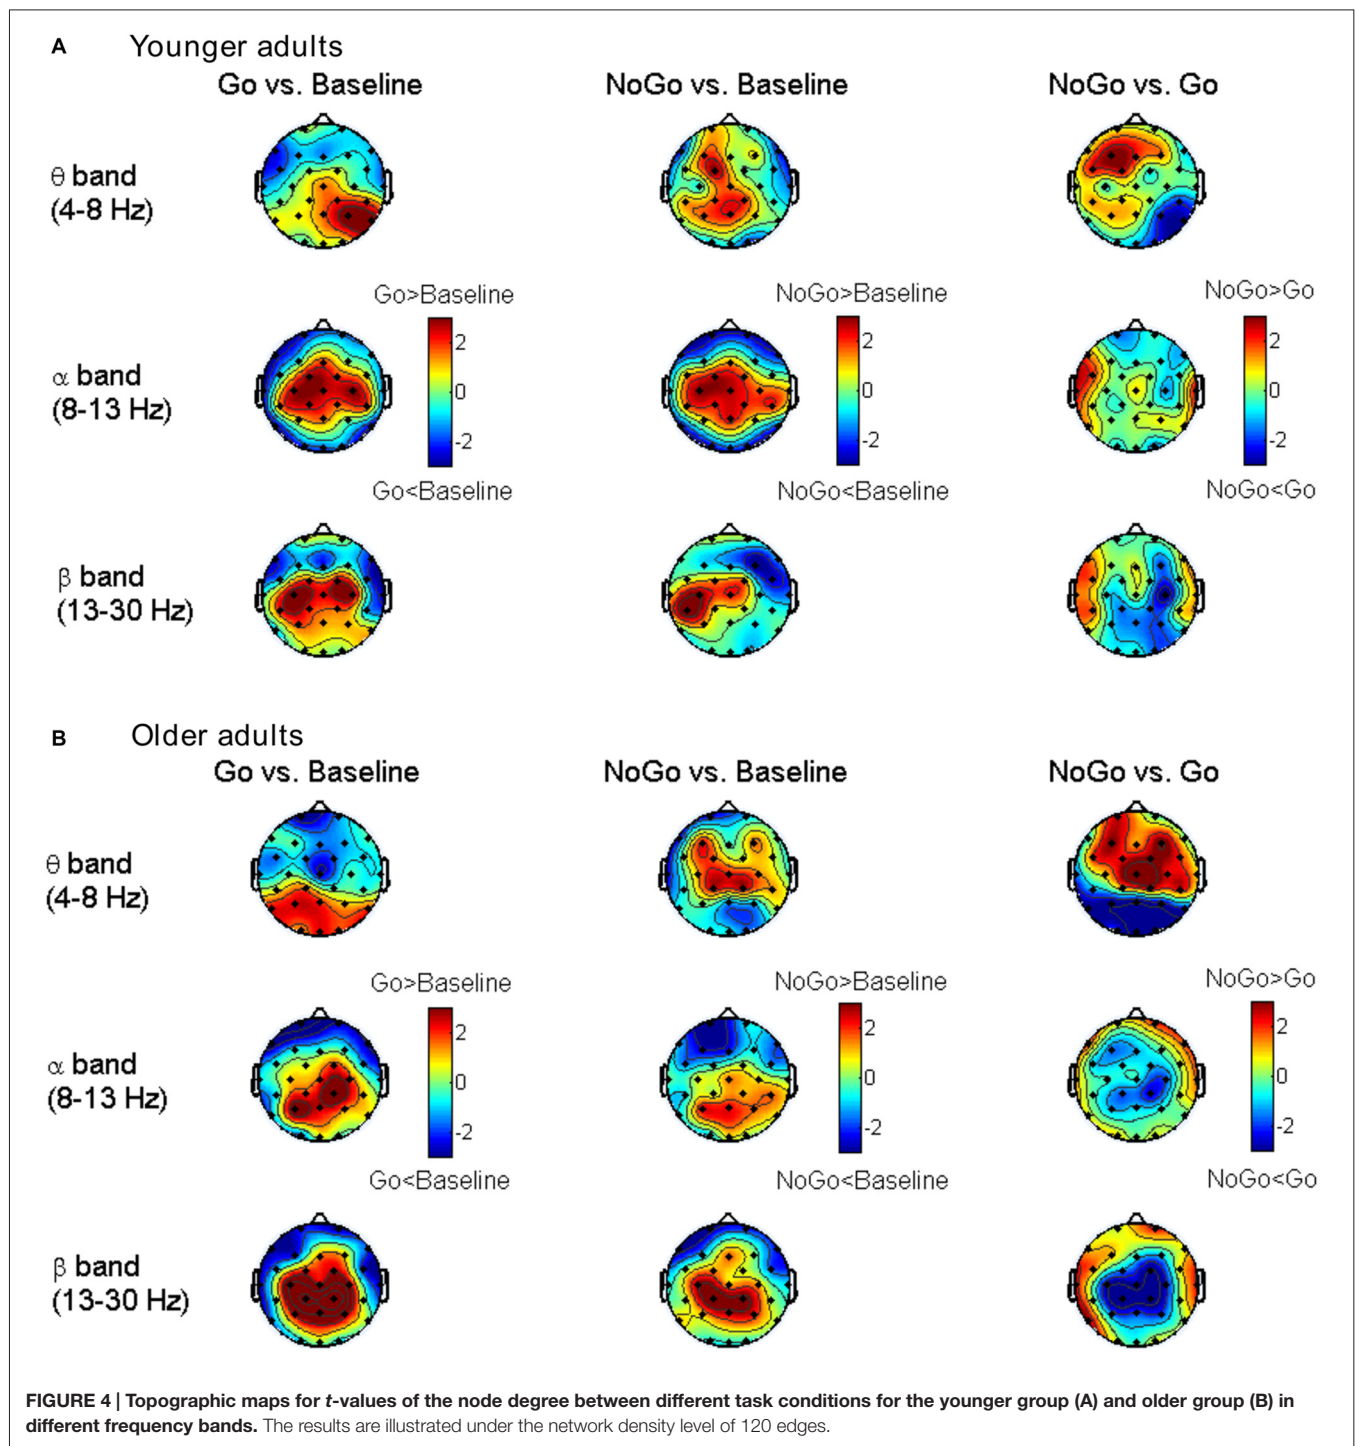 A Younger adults
Go vs. Baseline NoGo vs. Baseline NoGo vs. Go
θ band
(4-8 Hz)
Go>Baseline NoGo>Baseline NoGo>Go
α band
(8-13 Hz)
2 2 2
0 0 0
-2 -2 -2
Go<Baseline NoGo<Baseline NoGo<Go
β band
(13-30 Hz)
B Older adults
Go vs. Baseline NoGo vs. Baseline NoGo vs. Go
θ band
(4-8 Hz)
Go>Baseline NoGo>Baseline NoGo>Go
α band
(8-13 Hz)
2 2 2
0 0 0
-2 -2 -2
Go<Baseline NoGo<Baseline NoGo<Go
β band
(13-30 Hz)
FIGURE 4 | Topographic maps for t-values of the node degree between different task conditions for the younger group (A) and older group (B) in
different frequency bands. The results are illustrated under the network density level of 120 edges.